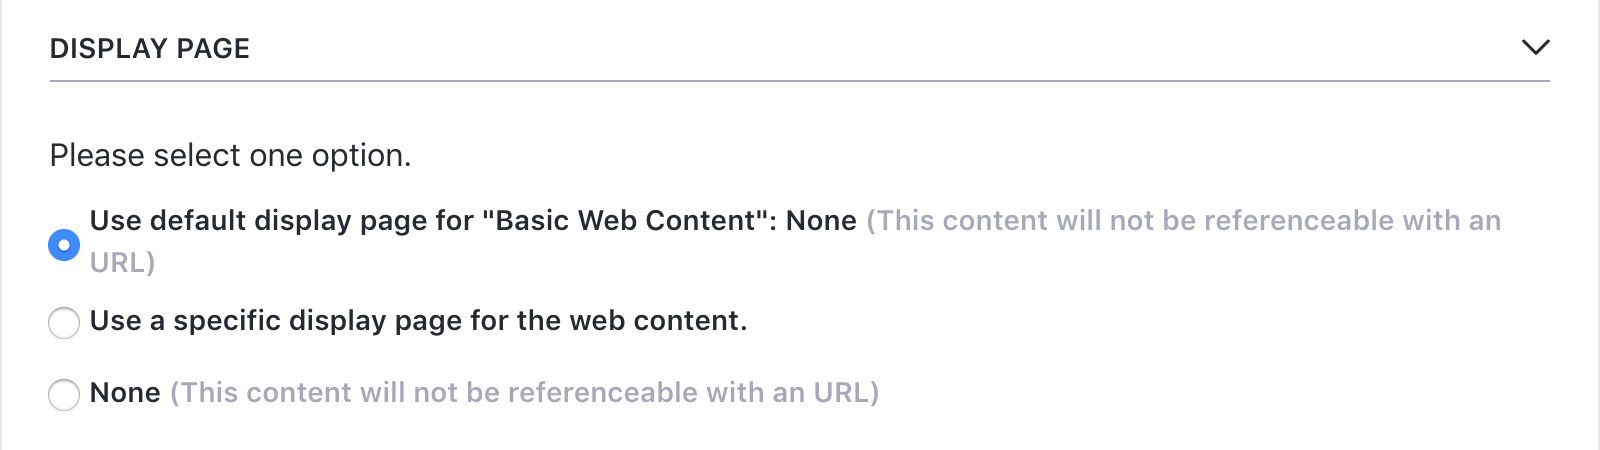 DISPLAY PAGE
Please select one option.
Use default display page for "Basic Web Content": None (This content will not be referenceable with an
URL)
Use a specific display page for the web content.
None (This content will not be referenceable with an URL)